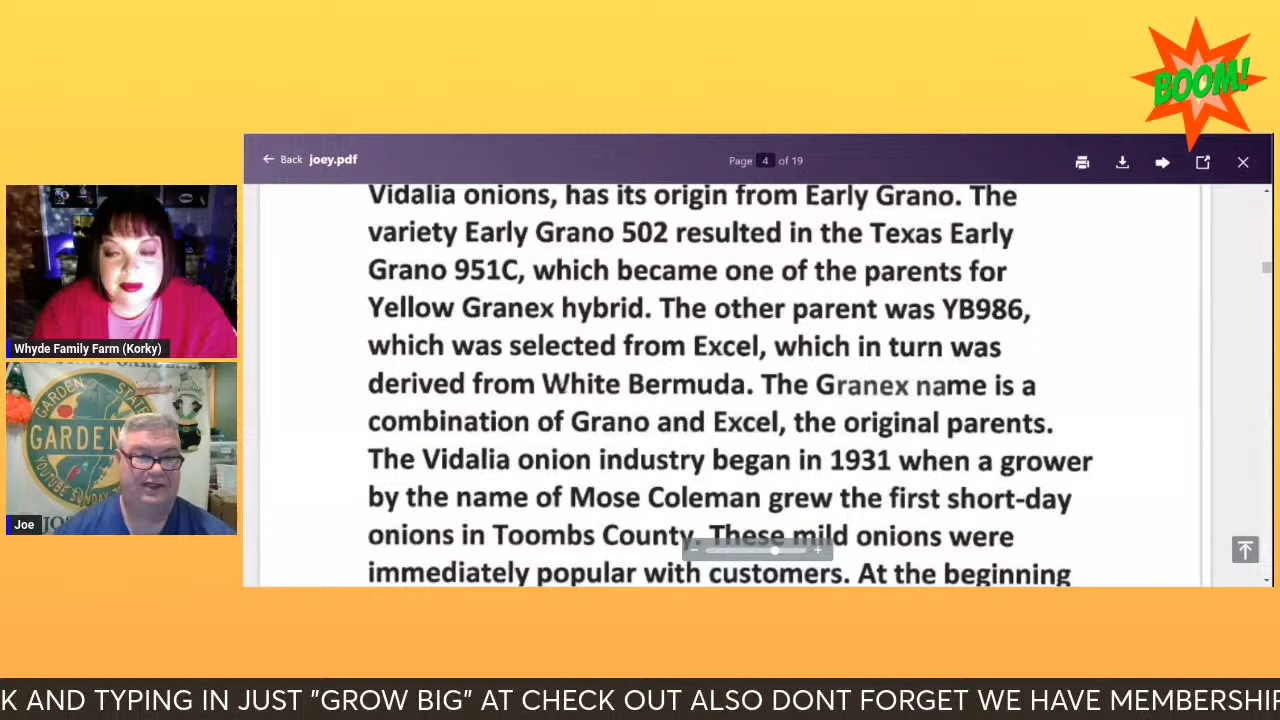 BOOM!
Back joey.pdf
Page 4 of 19
Vidalia onions, has its origin from Early Grano. The
variety Early Grano 502 resulted in the Texas Early
Grano 951C, which became one of the parents for
Yellow Granex hybrid. The other parent was YB986,
which was selected from Excel, which in turn was
derived from White Bermuda. The Granex name is a
combination of Grano and Excel, the original parents.
The Vidalia onion industry began in 1931 when a grower
by the name of Mose Coleman grew the first short-day
onions in Toombs County. These mild onions were
immediately popular with customers. At the beginning
Whyde Family Farm (Korky)
GARDEN STATE
GARDEN
YOUTUBE SUNDAY
Joe
K AND TYPING IN JUST "GROW BIG" AT CHECK OUT ALSO DONT FORGET WE HAVE MEMBERSHI